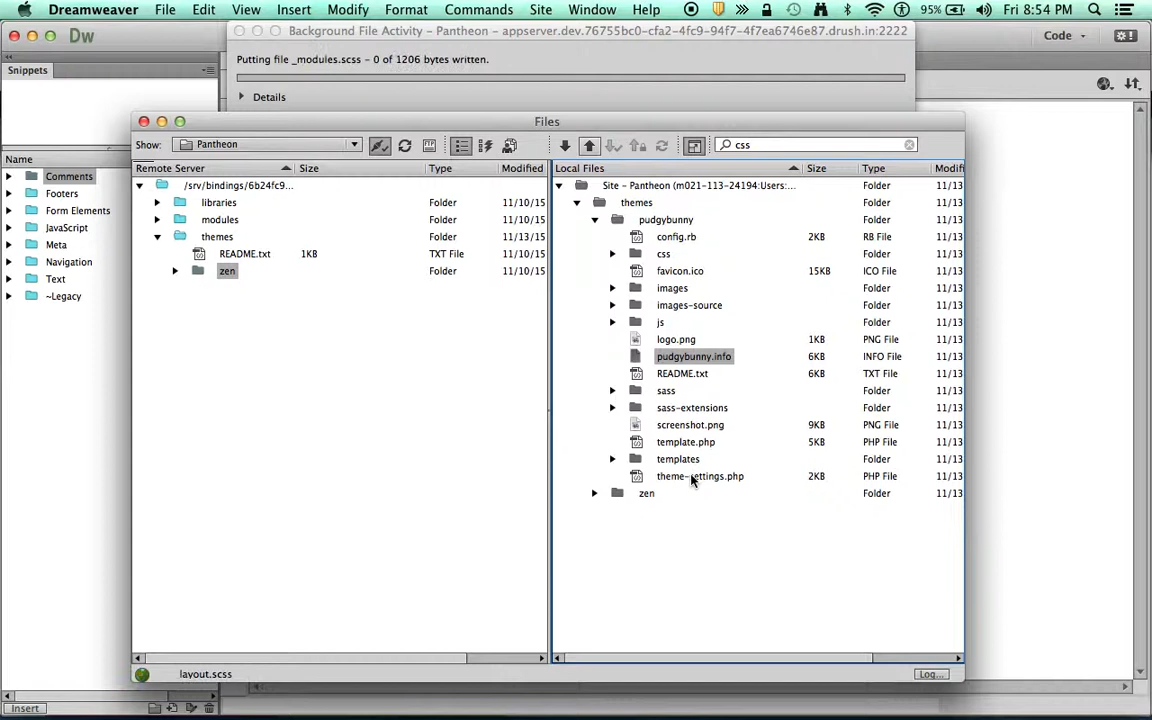 Dreamweaver File Edit View Insert Modify Format Commands Site Window Help 95% Fri 8:54 PM
Dw
Code
Background File Activity – Pantheon – appserver.dev.76755bc0-cfa2-4fc9-94f7-4f7ea6746e87.drush.in:2222
Putting file _modules.scss – 0 of 1206 bytes written.
Details
Snippets
Name
Comments
Footers
Form Elements
JavaScript
Meta
Navigation
Text
~Legacy
Insert
Files
Show: Pantheon css
Remote Server Size Type Modified
/srv/bindings/6b24fc9... Folder 11/10/15
libraries Folder 11/10/15
modules Folder 11/10/15
themes Folder 11/13/15
README.txt 1KB TXT File 11/10/15
zen Folder 11/10/15
Local Files Size Type Modifi
Site – Pantheon (m021-113-24194:Users:... Folder 11/13
themes Folder 11/13
pudgybunny Folder 11/13
config.rb 2KB RB File 11/13
css Folder 11/13
favicon.ico 15KB ICO File 11/13
images Folder 11/13
images-source Folder 11/13
js Folder 11/13
logo.png 1KB PNG File 11/13
pudgybunny.info 6KB INFO File 11/13
README.txt 6KB TXT File 11/13
sass Folder 11/13
sass-extensions Folder 11/13
screenshot.png 9KB PNG File 11/13
template.php 5KB PHP File 11/13
templates Folder 11/13
theme-settings.php 2KB PHP File 11/13
zen Folder 11/13
layout.scss Log...